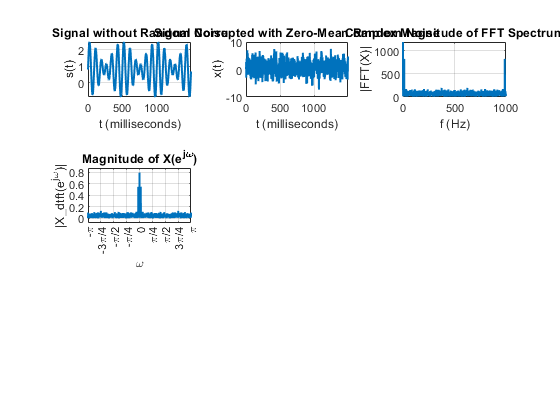 Signal without Random Noise
Signal Corrupted with Zero-Mean Random Noise
Complex Magnitude of FFT Spectrum
2
1
0
s(t)
0 500 1000
t (milliseconds)
10
0
-10
x(t)
0 500 1000
t (milliseconds)
1000
500
0
|FFT(X)|
0 500 1000
f (Hz)
Magnitude of X(e^jω)
0.8
0.6
0.4
0.2
0
|X_dtft(e^jω)|
-π -3π/4 -π/2 -π/4 0 π/4 π/2 3π/4 π
ω